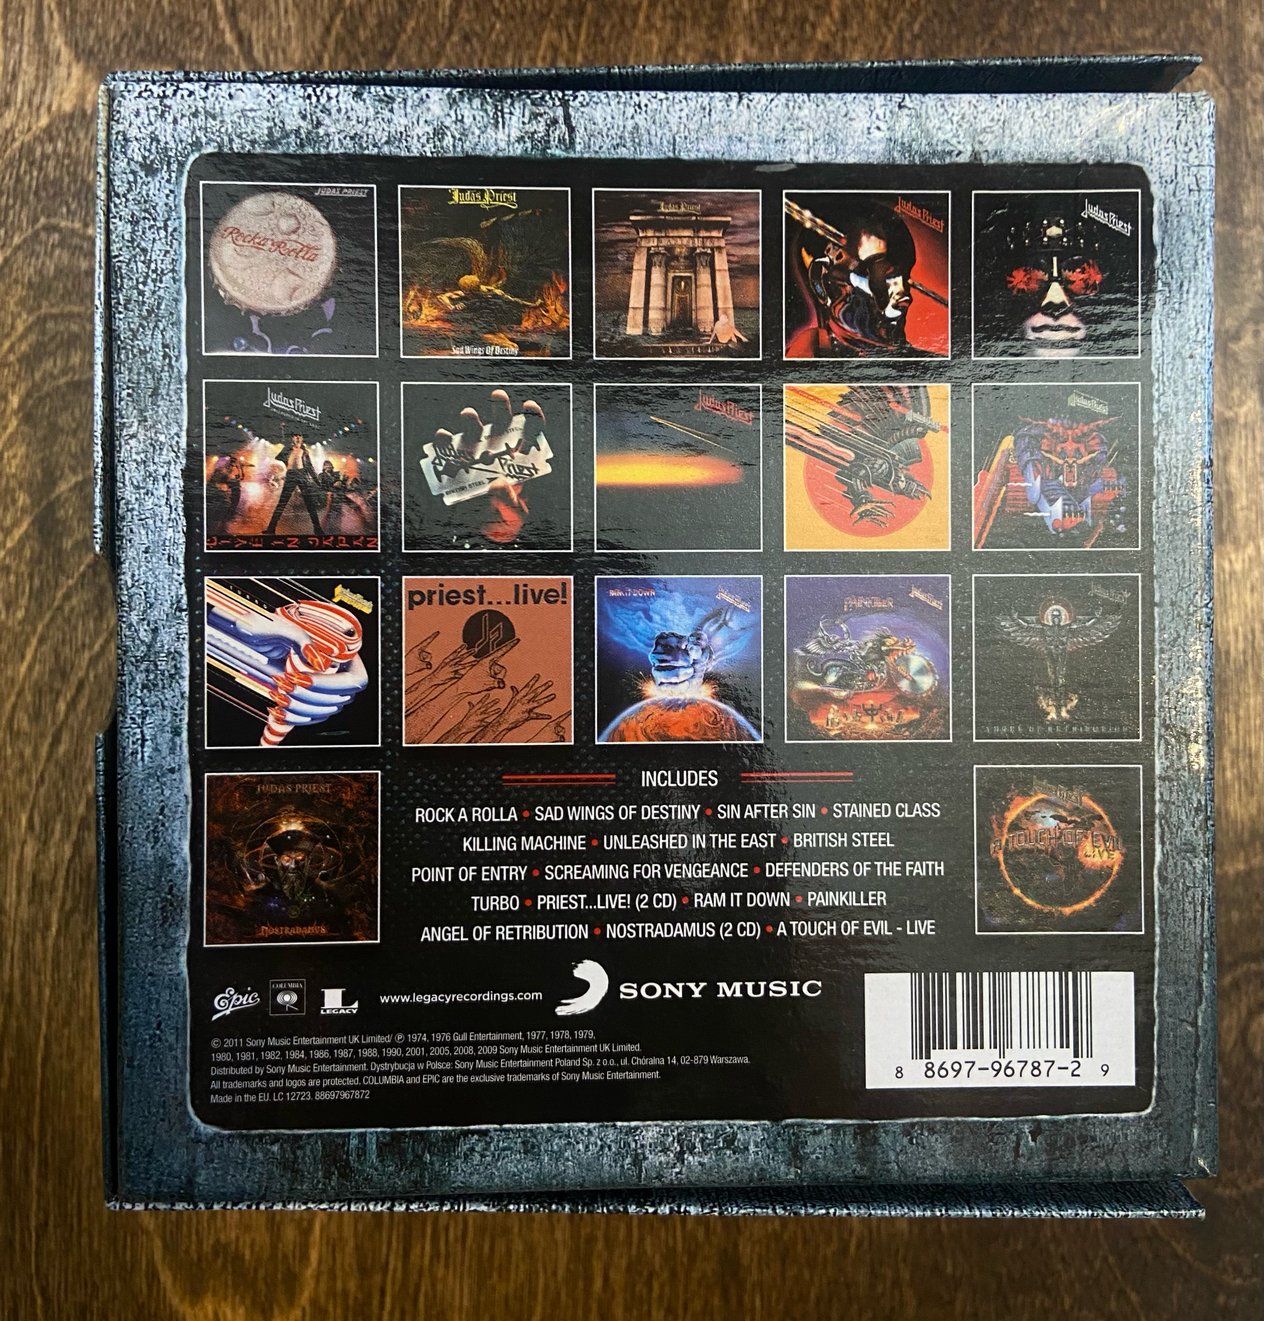 JUDAS PRIEST
Rocka Rolla
Judas Priest
Sad Wings Of Destiny
Judas Priest
Judas Priest
Judas Priest
Judas Priest
LIVE IN JAPAN
Judas Priest
BRITISH STEEL
Judas Priest
Judas Priest
priest...live!
RAM IT DOWN
Judas Priest
PAINKILLER
Judas Priest
ANGEL OF RETRIBUTION
JUDAS PRIEST
NOSTRADAMUS
A TOUCH OF EVIL
LIVE
INCLUDES
ROCK A ROLLA • SAD WINGS OF DESTINY • SIN AFTER SIN • STAINED CLASS
KILLING MACHINE • UNLEASHED IN THE EAST • BRITISH STEEL
POINT OF ENTRY • SCREAMING FOR VENGEANCE • DEFENDERS OF THE FAITH
TURBO • PRIEST...LIVE! (2 CD) • RAM IT DOWN • PAINKILLER
ANGEL OF RETRIBUTION • NOSTRADAMUS (2 CD) • A TOUCH OF EVIL - LIVE
Epic
COLUMBIA
L
LEGACY
www.legacyrecordings.com
SONY MUSIC
© 2011 Sony Music Entertainment UK Limited/ ℗ 1974, 1976 Gull Entertainment, 1977, 1978, 1979,
1980, 1981, 1982, 1984, 1986, 1987, 1988, 1990, 2001, 2005, 2008, 2009 Sony Music Entertainment UK Limited.
Distributed by Sony Music Entertainment. Dystrybucja w Polsce: Sony Music Entertainment Poland Sp. z o.o., ul. Chóralna 14, 02-879 Warszawa.
All trademarks and logos are protected. COLUMBIA and EPIC are the exclusive trademarks of Sony Music Entertainment.
Made in the EU. LC 12723. 88697967872
8 8697-96787-2 9